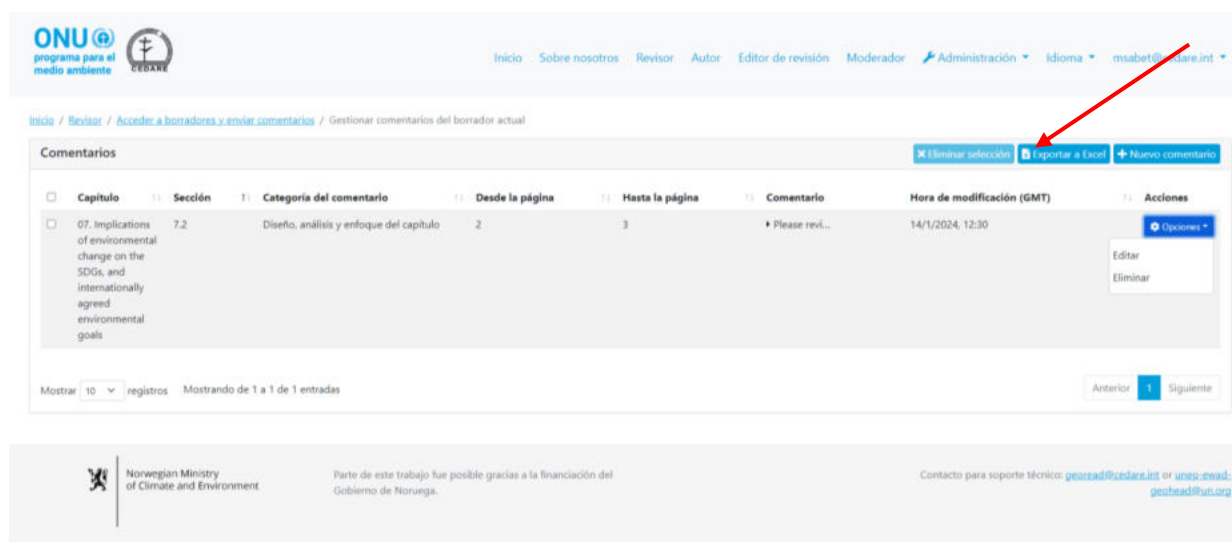 ONU
programa para el
medio ambiente
CEDARE
Inicio Sobre nosotros Revisor Autor Editor de revisión Moderador Administración Idioma msabet@cedare.int
Inicio / Revisor / Acceder a borradores y enviar comentarios / Gestionar comentarios del borrador actual
Comentarios
Eliminar selección Exportar a Excel Nuevo comentario
Capítulo Sección Categoría del comentario Desde la página Hasta la página Comentario Hora de modificación (GMT) Acciones
07. Implications 7.2 Diseño, análisis y enfoque del capítulo 2 3 Please revi... 14/1/2024, 12:30 Opciones
of environmental
change on the
SDGs, and
internationally
agreed
environmental
goals
Editar
Eliminar
Mostrar 10 registros Mostrando de 1 a 1 de 1 entradas
Anterior 1 Siguiente
Norwegian Ministry
of Climate and Environment
Parte de este trabajo fue posible gracias a la financiación del
Gobierno de Noruega.
Contacto para soporte técnico: georead@cedare.int or unep-ewad-
geohead@un.org